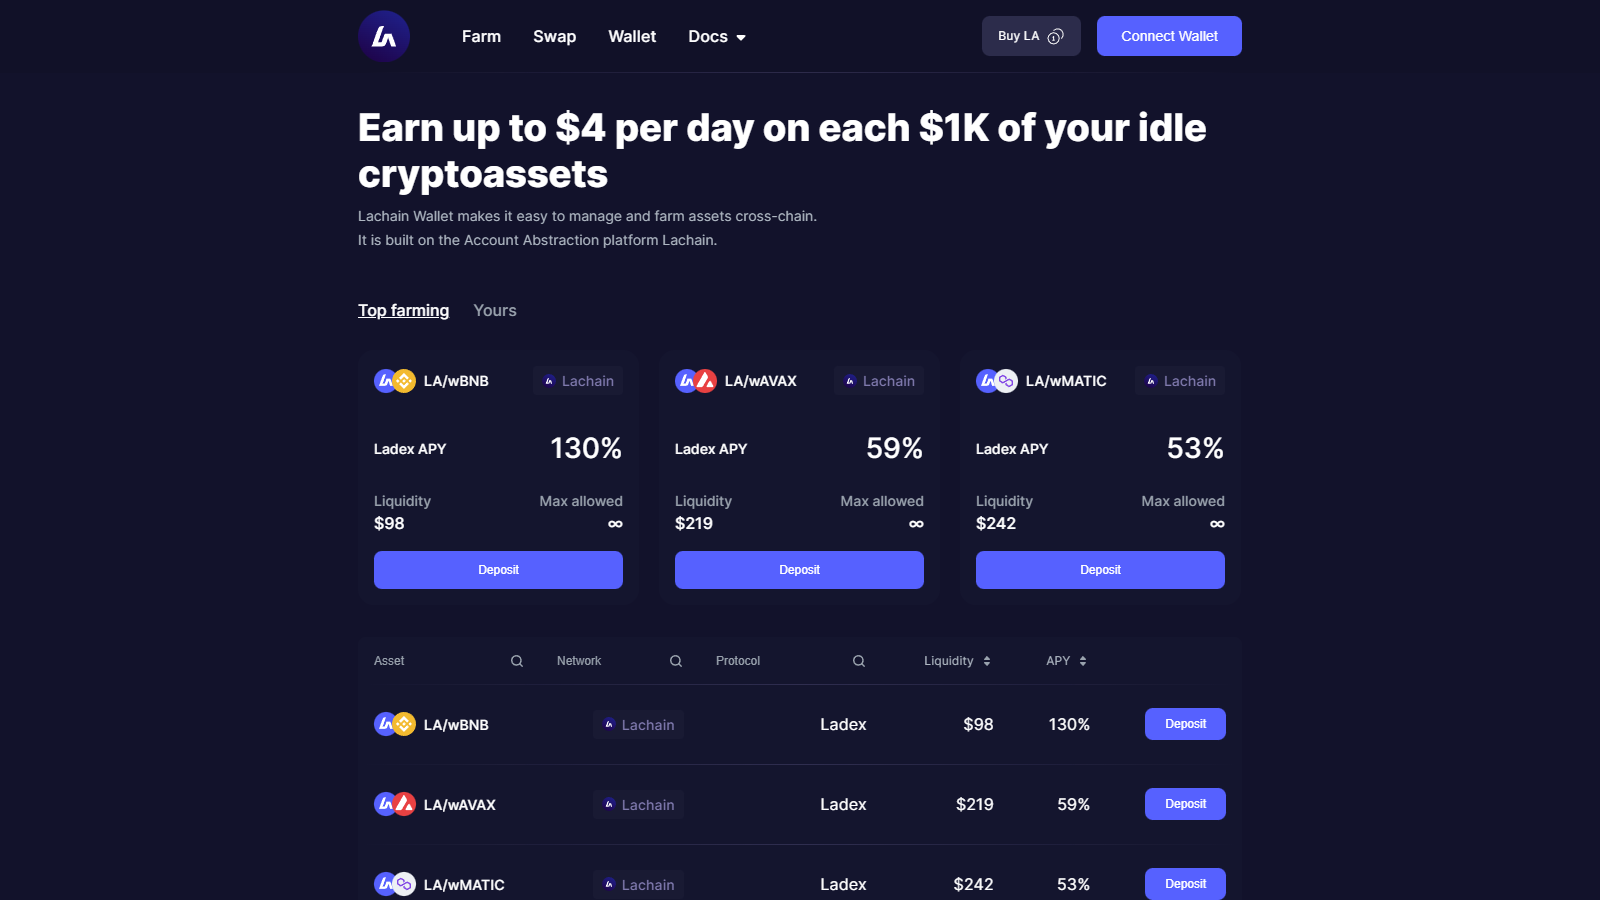 Farm Swap Wallet Docs Buy LA Connect Wallet
Earn up to $4 per day on each $1K of your idle
cryptoassets
Lachain Wallet makes it easy to manage and farm assets cross-chain.
It is built on the Account Abstraction platform Lachain.
Top farming Yours
LA/wBNB Lachain
Ladex APY 130%
Liquidity Max allowed
$98 ∞
Deposit
LA/wAVAX Lachain
Ladex APY 59%
Liquidity Max allowed
$219 ∞
Deposit
LA/wMATIC Lachain
Ladex APY 53%
Liquidity Max allowed
$242 ∞
Deposit
Asset Network Protocol Liquidity APY
LA/wBNB Lachain Ladex $98 130% Deposit
LA/wAVAX Lachain Ladex $219 59% Deposit
LA/wMATIC Lachain Ladex $242 53% Deposit